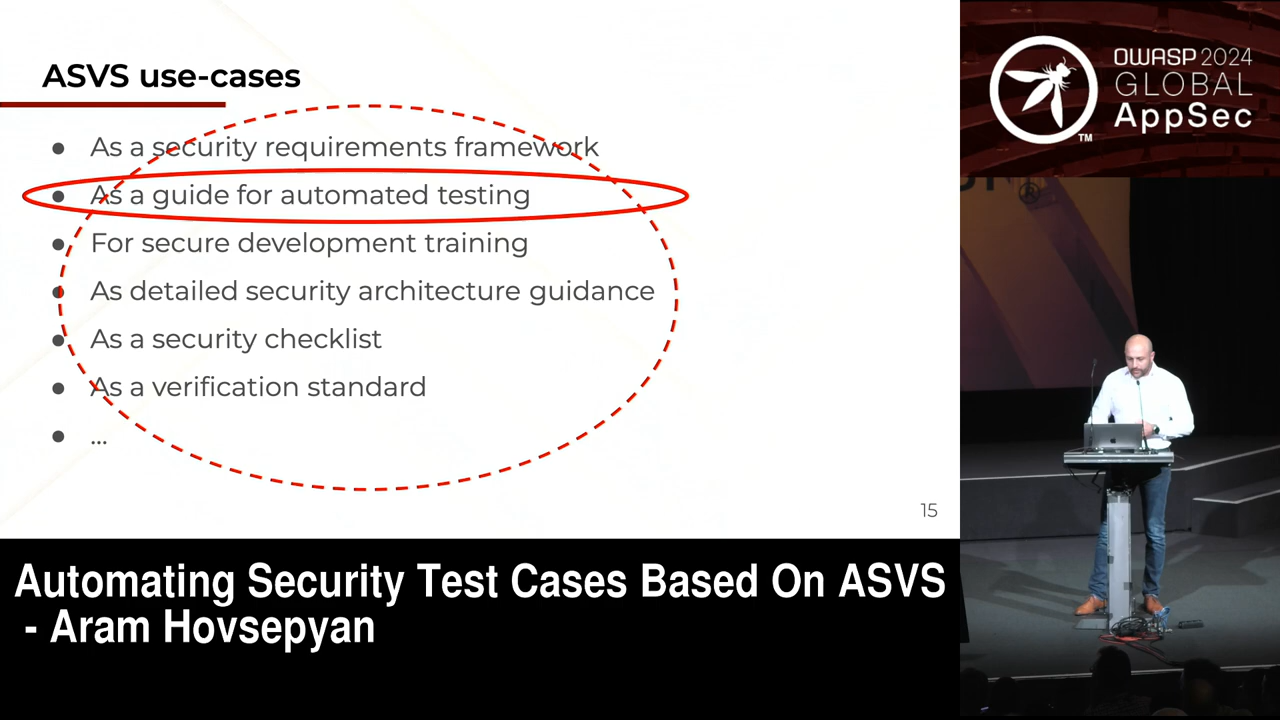 ASVS use-cases
● As a security requirements framework
● As a guide for automated testing
● For secure development training
● As detailed security architecture guidance
● As a security checklist
● As a verification standard
● ...
15
OWASP 2024
GLOBAL
AppSec
TM
®
Automating Security Test Cases Based On ASVS
- Aram Hovsepyan